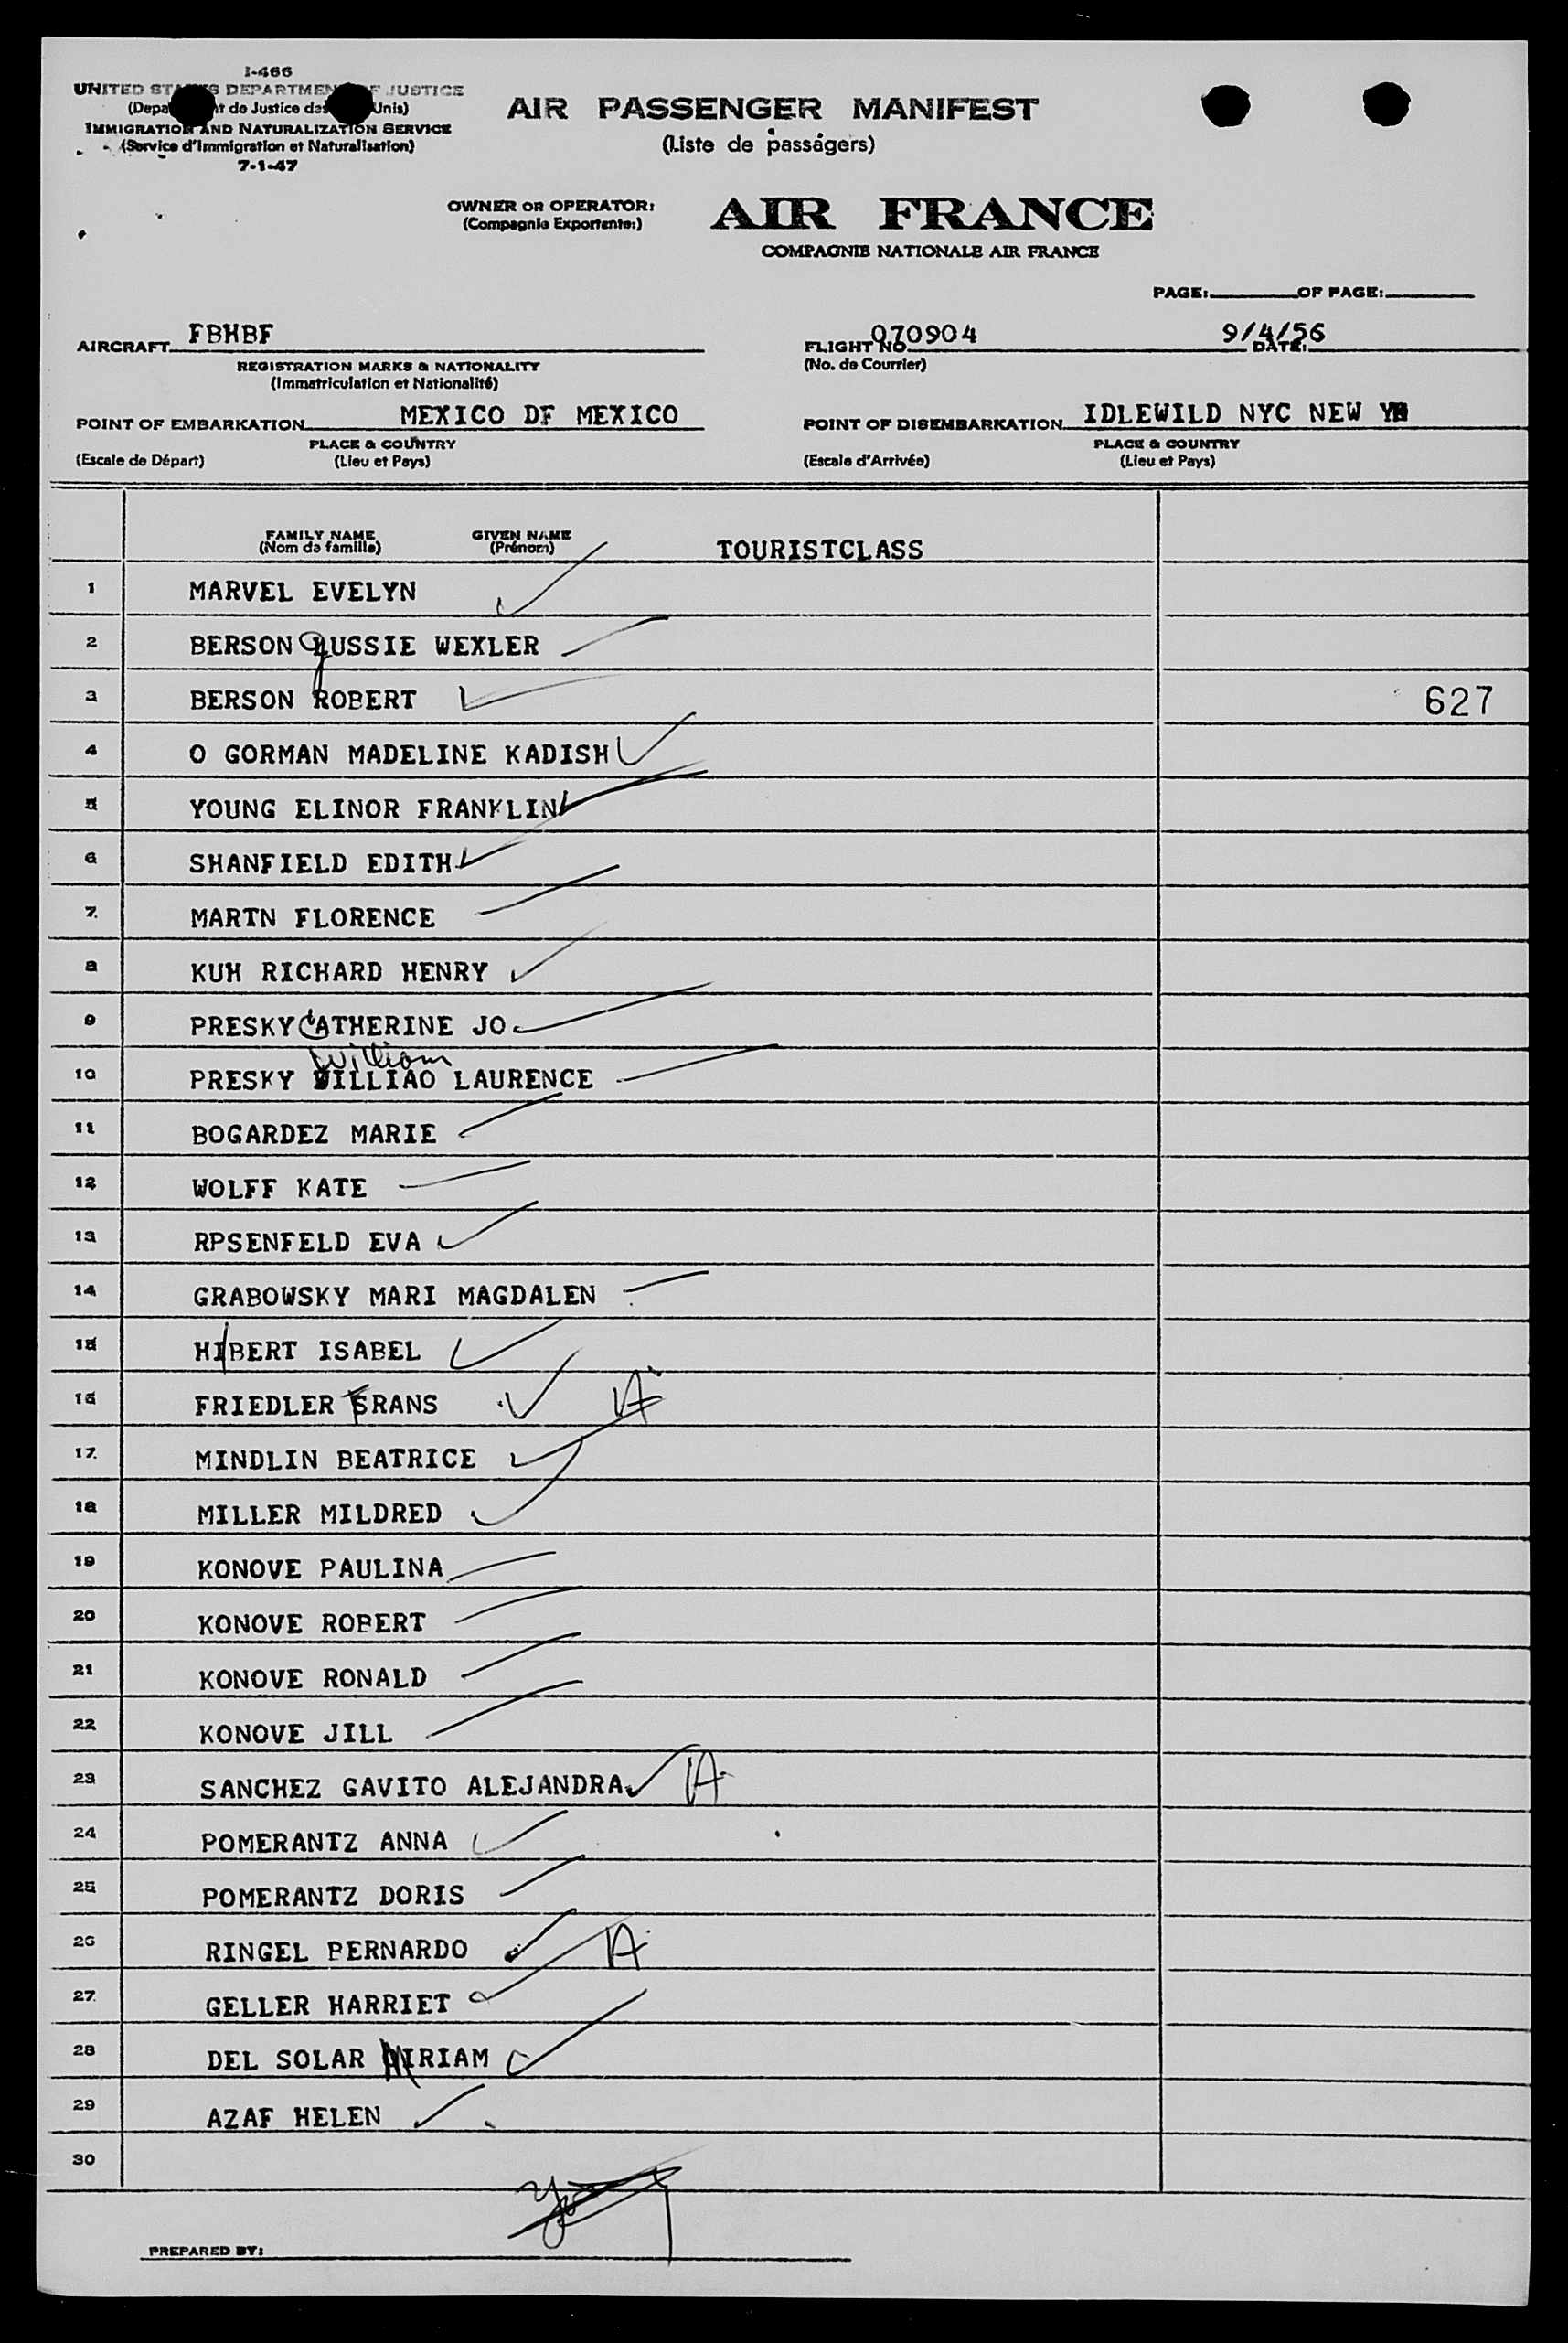 I-466
UNITED STATES DEPARTMENT OF JUSTICE
(Département de Justice des Unis)
IMMIGRATION AND NATURALIZATION SERVICE
(Service d'Immigration et Naturalisation)
7-1-47
AIR PASSENGER MANIFEST
(Liste de passagers)
OWNER OR OPERATOR:
(Compagnie Exportente:)
AIR FRANCE
COMPAGNIE NATIONALE AIR FRANCE
PAGE: OF PAGE:
AIRCRAFT FBHBF FLIGHT NO 070904 DATE: 9/4/56
REGISTRATION MARKS & NATIONALITY (No. de Courrier)
(Immatriculation et Nationalité)
POINT OF EMBARKATION MEXICO DF MEXICO POINT OF DISEMBARKATION IDLEWILD NYC NEW
PLACE & COUNTRY PLACE & COUNTRY
(Escale de Départ) (Lieu et Pays) (Escale d'Arrivée) (Lieu et Pays)
FAMILY NAME GIVEN NAME
(Nom de famille) (Prénom) TOURISTCLASS
1 MARVEL EVELYN
2 BERSON GUSSIE WEXLER
3 BERSON ROBERT 627
4 O GORMAN MADELINE KADISH
5 YOUNG ELINOR FRANKLIN
6 SHANFIELD EDITH
7. MARTN FLORENCE
8 KUH RICHARD HENRY
9 PRESKY CATHERINE JO
William
10 PRESKY WILLIAO LAURENCE
11 BOGARDEZ MARIE
12 WOLFF KATE
13 RPSENFELD EVA
14 GRABOWSKY MARI MAGDALEN
15 HIBERT ISABEL
16 FRIEDLER FRANS A
17. MINDLIN BEATRICE
18 MILLER MILDRED
19 KONOVE PAULINA
20 KONOVE ROBERT
21 KONOVE RONALD
22 KONOVE JILL
23 SANCHEZ GAVITO ALEJANDRA A
24 POMERANTZ ANNA
25 POMERANTZ DORIS
26 RINGEL BERNARDO A
27. GELLER HARRIET
28 DEL SOLAR MIRIAM
29 AZAF HELEN
30
PREPARED BY: